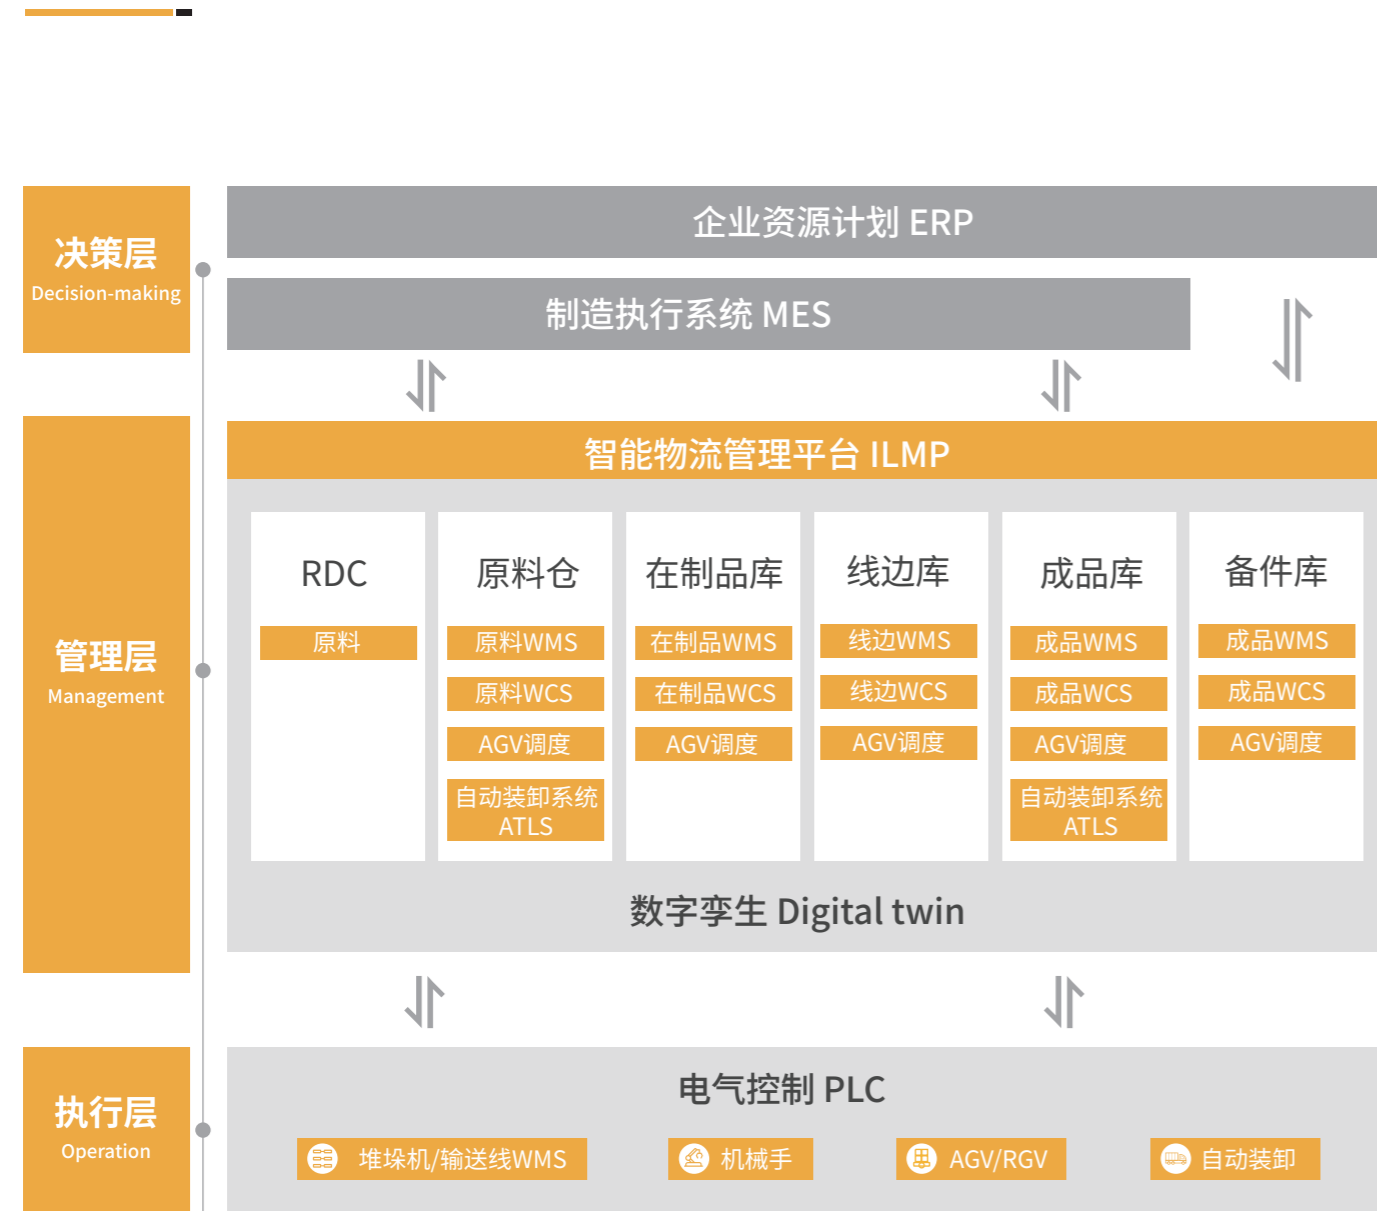 决策层
Decision-making
企业资源计划 ERP
制造执行系统 MES
管理层
Management
智能物流管理平台 ILMP
RDC
原料
原料仓
原料WMS
原料WCS
AGV调度
自动装卸系统
ATLS
在制品库
在制品WMS
在制品WCS
AGV调度
线边库
线边WMS
线边WCS
AGV调度
成品库
成品WMS
成品WCS
AGV调度
自动装卸系统
ATLS
备件库
成品WMS
成品WCS
AGV调度
数字孪生 Digital twin
执行层
Operation
电气控制 PLC
堆垛机/输送线WMS
机械手
AGV/RGV
自动装卸